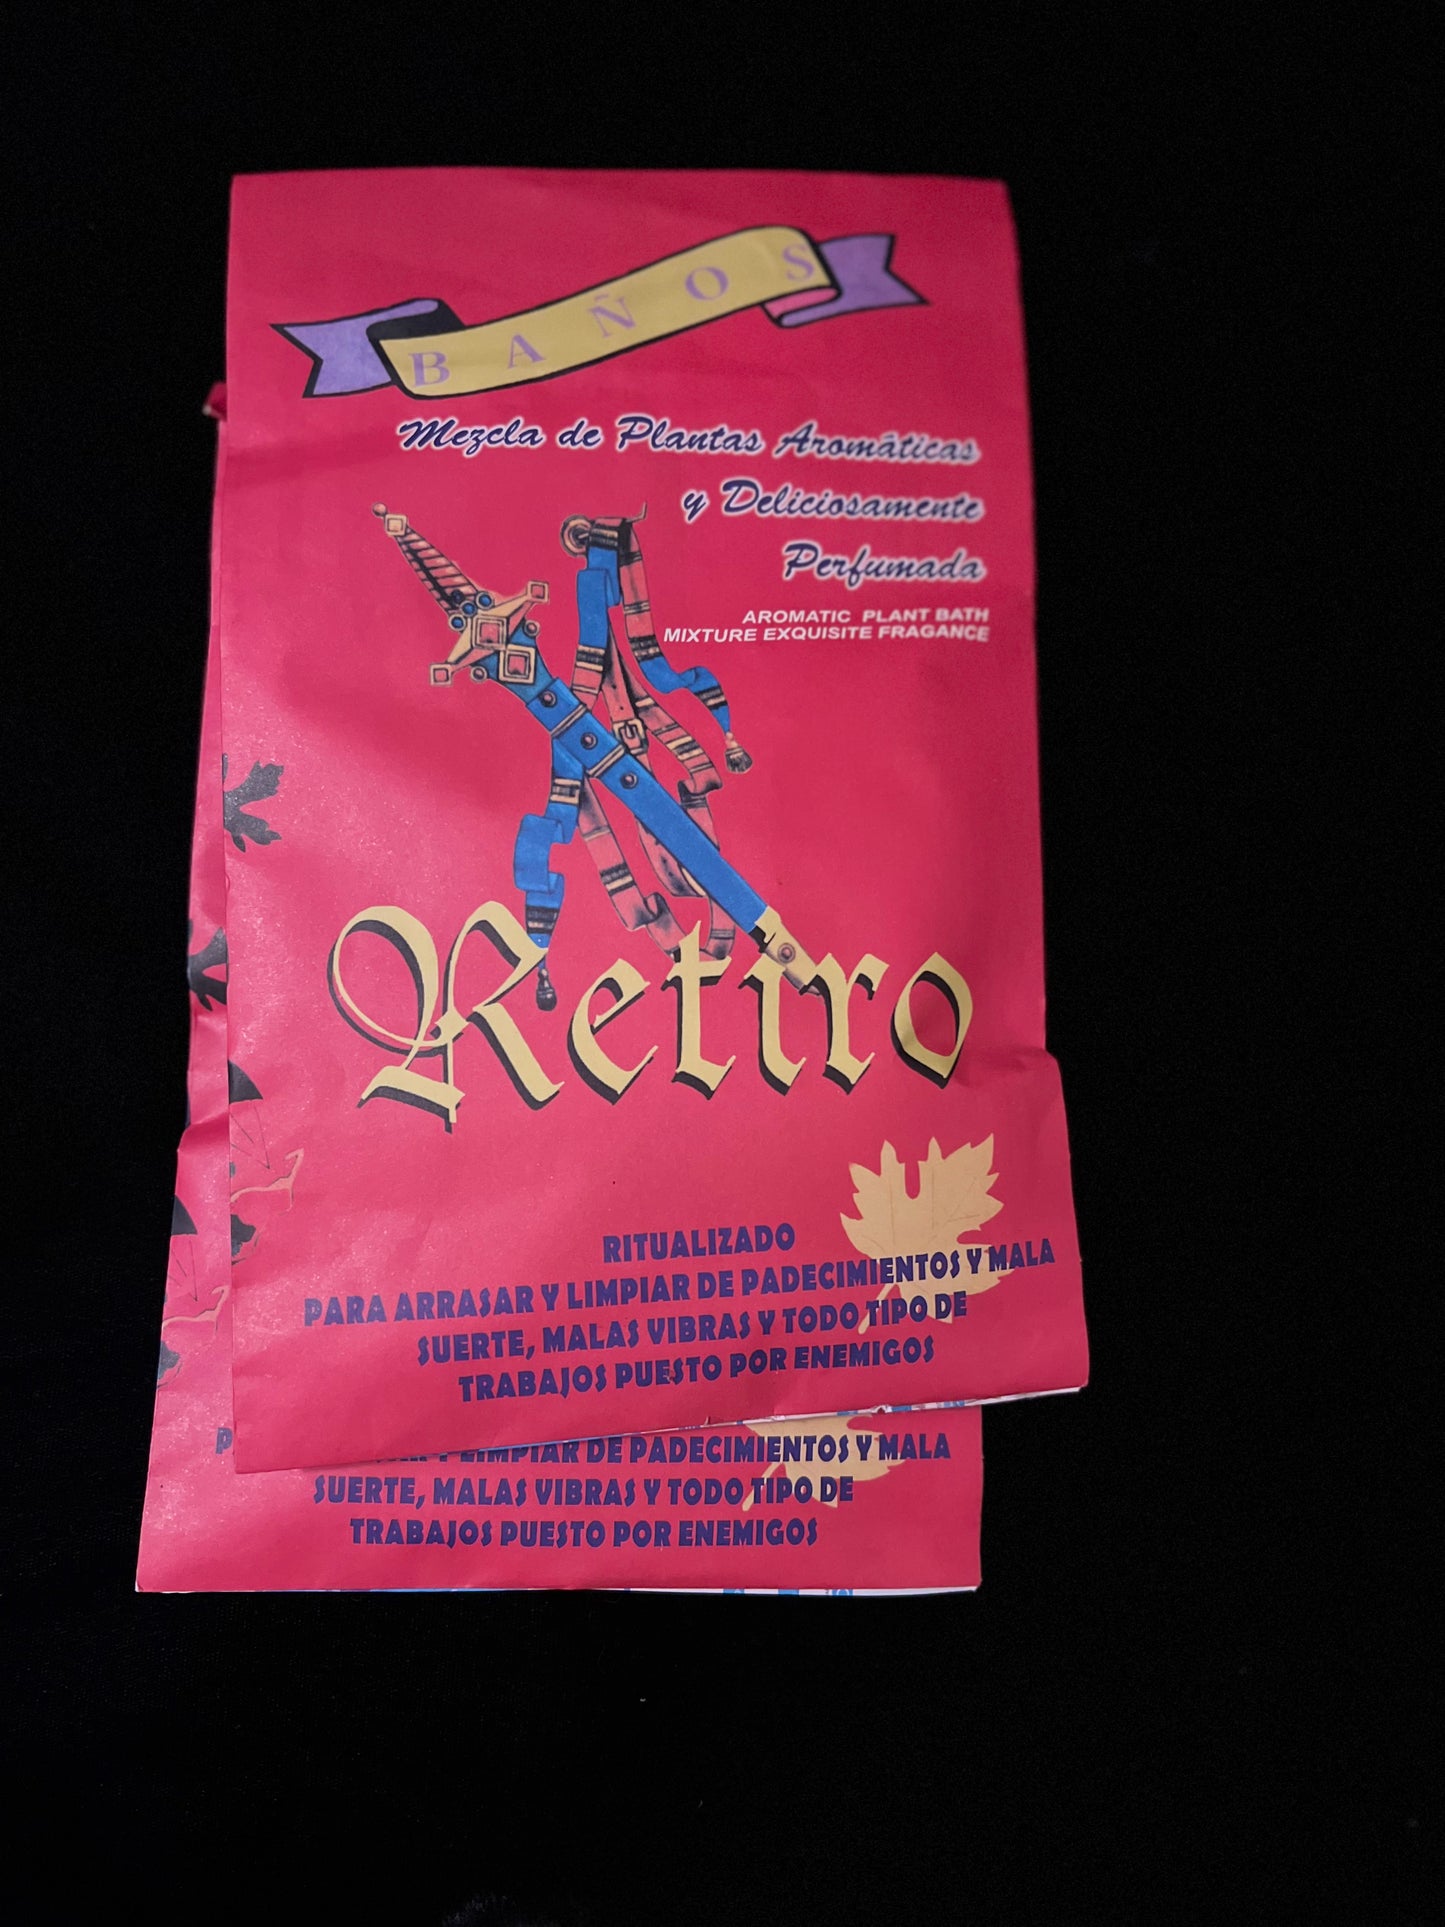 BAÑOS
Mezcla de Plantas Aromáticas
y Deliciosamente
Perfumada
AROMATIC PLANT BATH
MIXTURE EXQUISITE FRAGANCE
Retiro
RITUALIZADO
PARA ARRASAR Y LIMPIAR DE PADECIMIENTOS Y MALA
SUERTE, MALAS VIBRAS Y TODO TIPO DE
TRABAJOS PUESTO POR ENEMIGOS
Y LIMPIAR DE PADECIMIENTOS Y MALA
SUERTE, MALAS VIBRAS Y TODO TIPO DE
TRABAJOS PUESTO POR ENEMIGOS